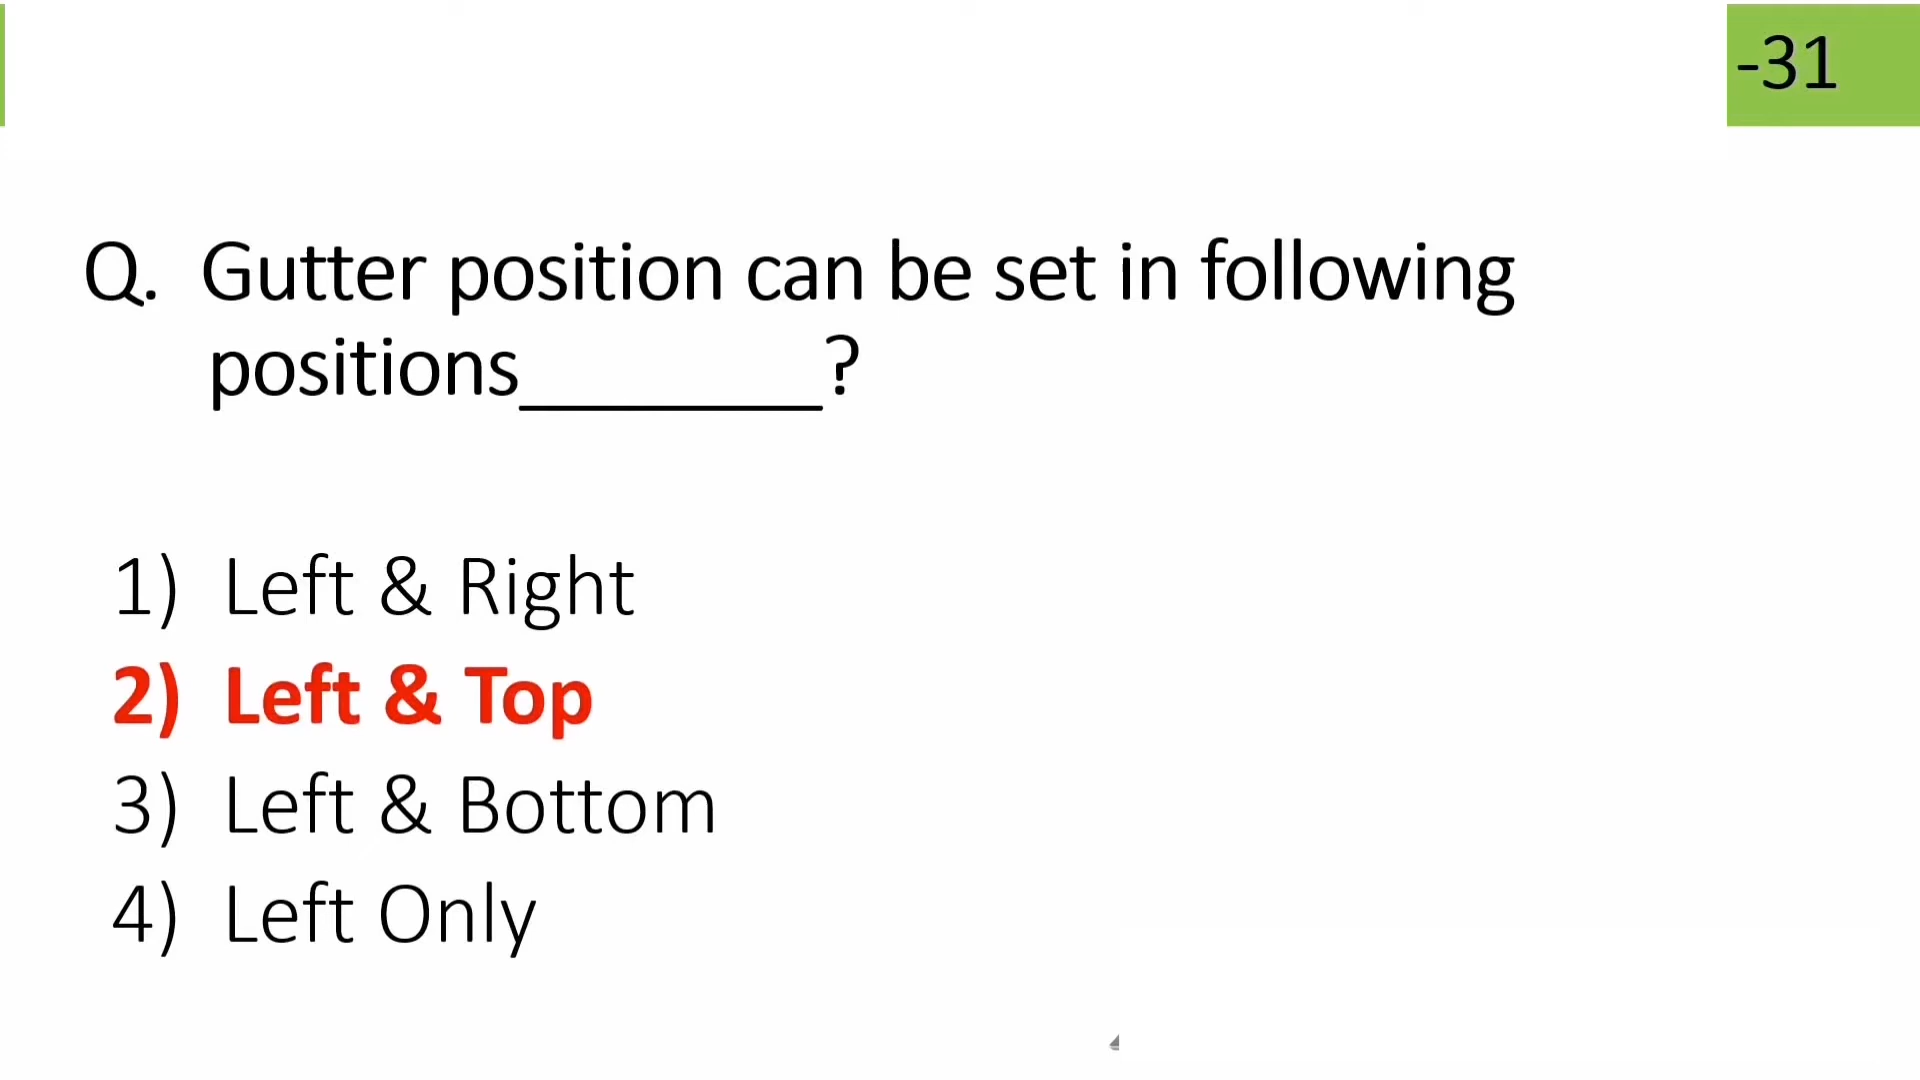 -31
Q. Gutter position can be set in following
positions_______?
1) Left & Right
2) Left & Top
3) Left & Bottom
4) Left Only